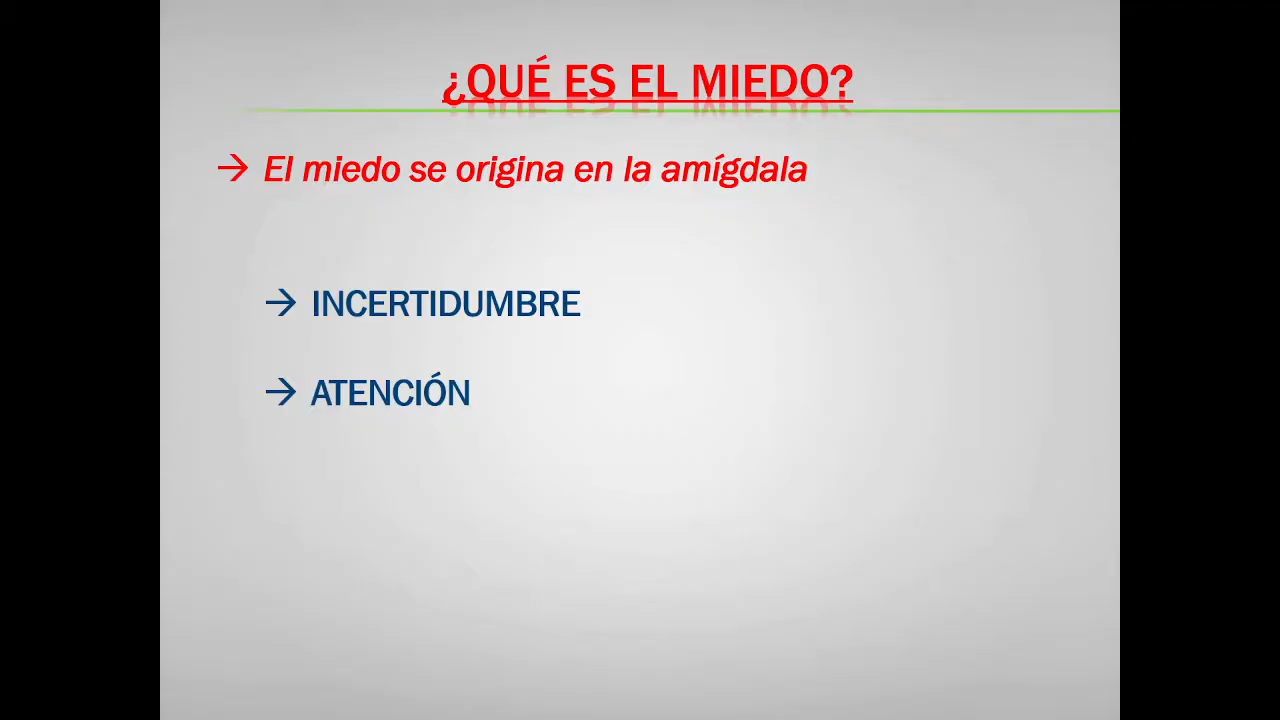 ¿QUÉ ES EL MIEDO?
→ El miedo se origina en la amígdala
→ INCERTIDUMBRE
→ ATENCIÓN